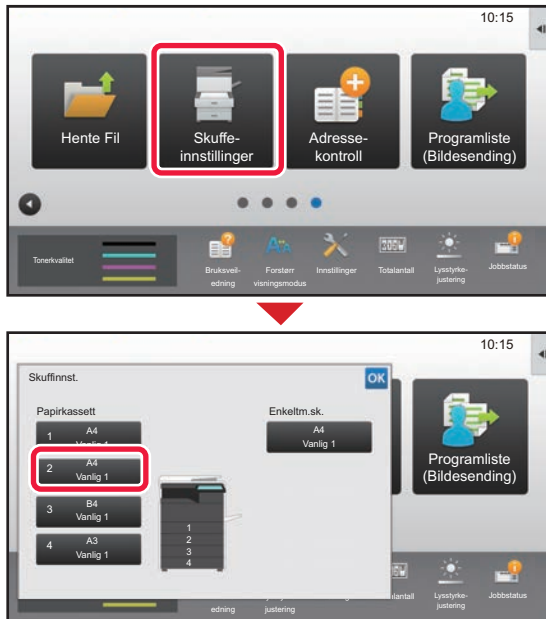 10:15
Hente Fil
Skuffe-
innstillinger
Adresse-
kontroll
Programliste
(Bildesending)
Tonerkvalitet
Bruksveil-
edning
Forstørr
visningsmodus
Innstillinger
Totalantall
Lysstyrke-
justering
Jobbstatus
10:15
Skuffinnst.
OK
Papirkassett
1 A4
Vanlig 1
2 A4
Vanlig 1
3 B4
Vanlig 1
4 A3
Vanlig 1
Enkeltm.sk.
A4
Vanlig 1
1
2
3
4
Programliste
(Bildesending)
edning
justering
Lysstyrke-
justering
Jobbstatus